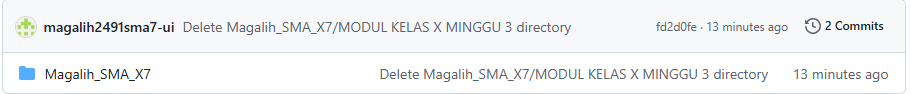 magalih2491sma7-ui Delete Magalih_SMA_X7/MODUL KELAS X MINGGU 3 directory fd2d0fe · 13 minutes ago 2 Commits
Magalih_SMA_X7 Delete Magalih_SMA_X7/MODUL KELAS X MINGGU 3 directory 13 minutes ago